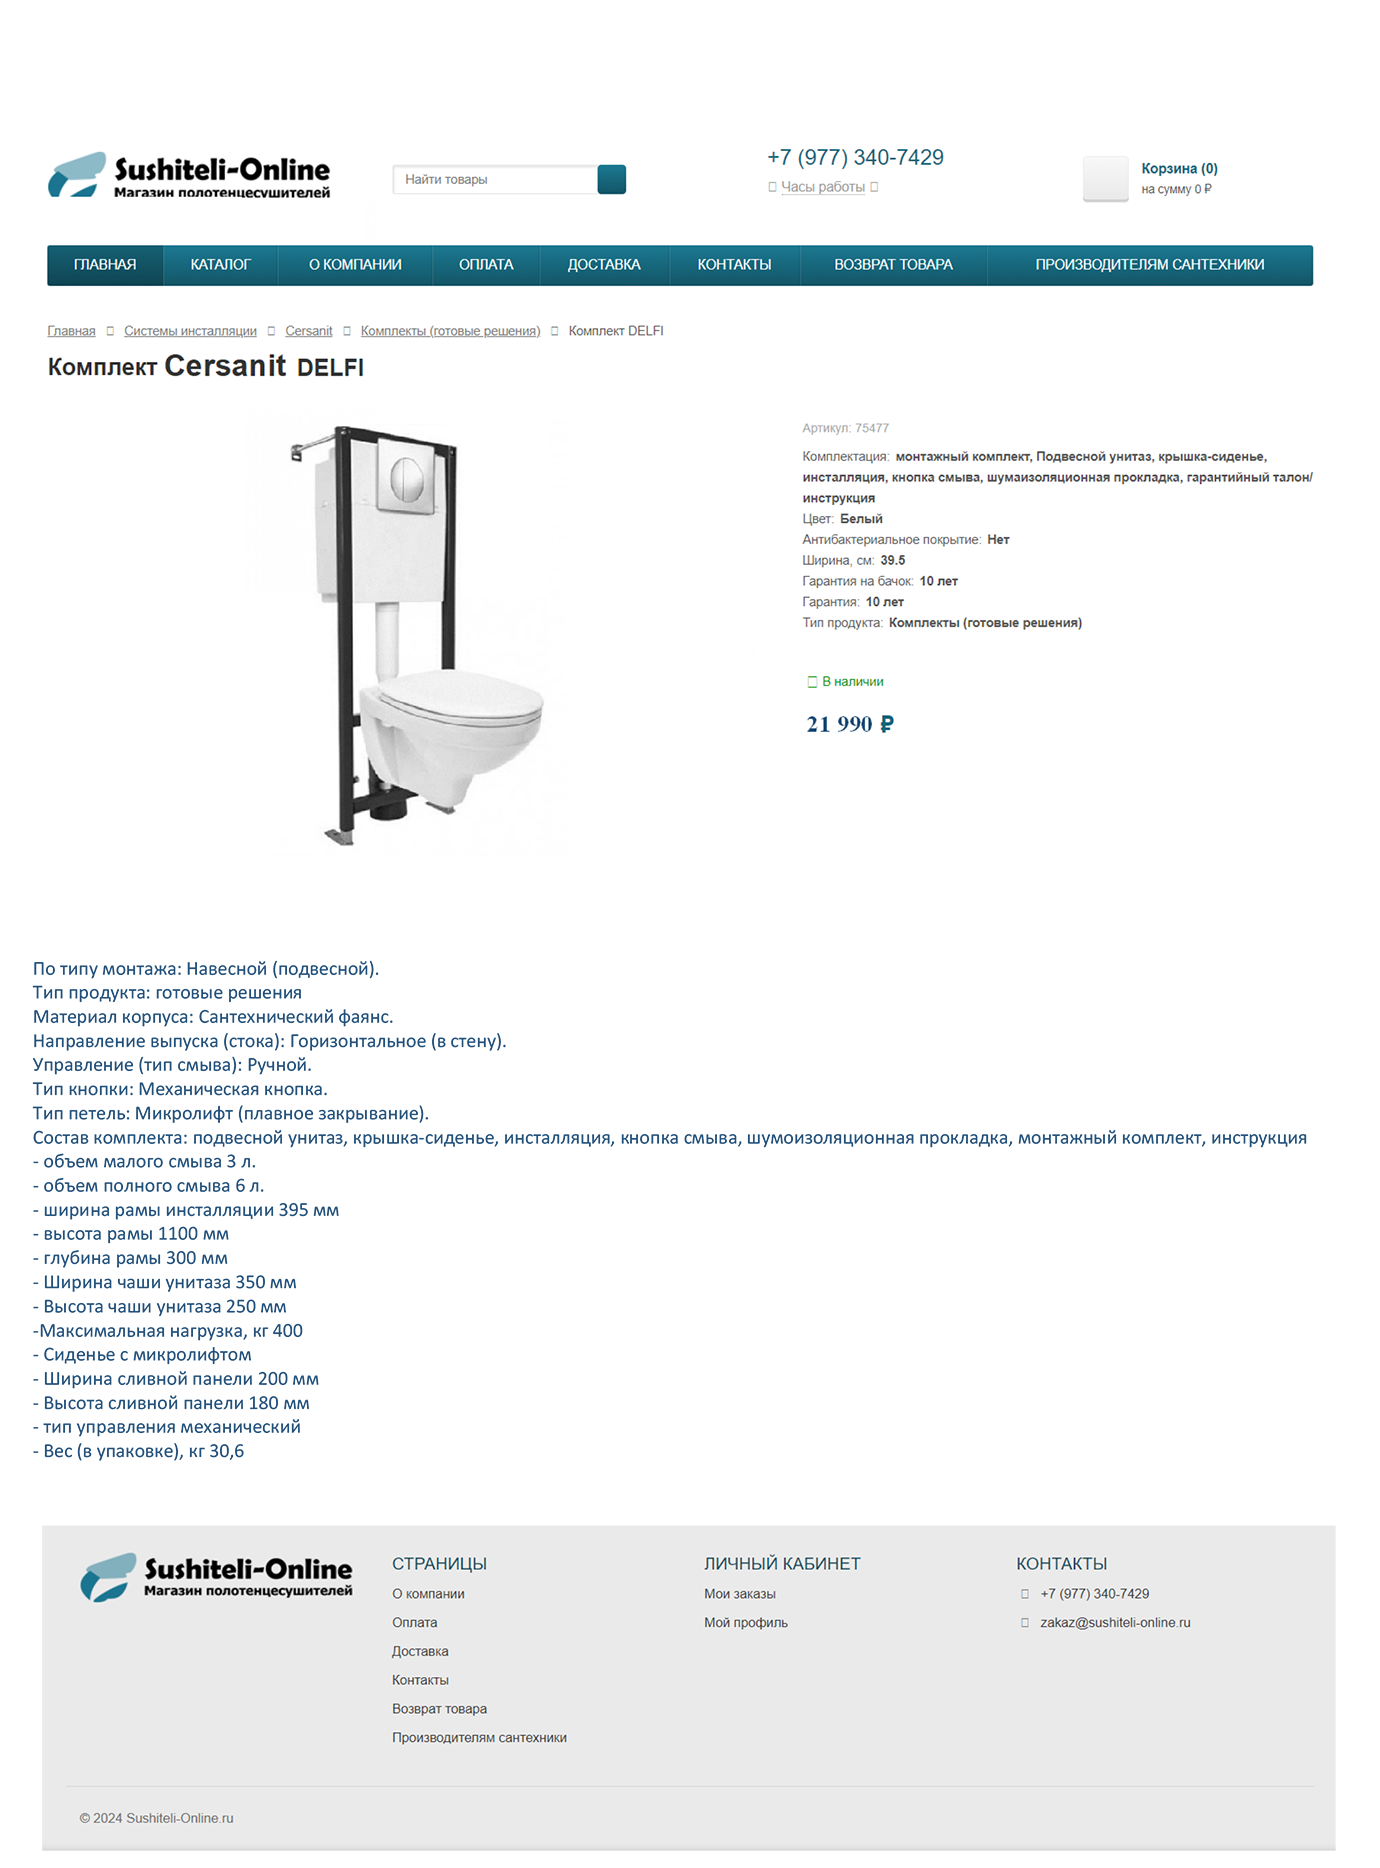 Sushiteli-Online
Магазин полотенцесушителей
Найти товары
+7 (977) 340-7429
Часы работы
Корзина (0)
на сумму 0 ₽
ГЛАВНАЯ КАТАЛОГ О КОМПАНИИ ОПЛАТА ДОСТАВКА КОНТАКТЫ ВОЗВРАТ ТОВАРА ПРОИЗВОДИТЕЛЯМ САНТЕХНИКИ
Главная Системы инсталляции Cersanit Комплекты (готовые решения) Комплект DELFI
Комплект Cersanit DELFI
Артикул: 75477
Комплектация: монтажный комплект, Подвесной унитаз, крышка-сиденье,
инсталляция, кнопка смыва, шумаизоляционная прокладка, гарантийный талон/
инструкция
Цвет: Белый
Антибактериальное покрытие: Нет
Ширина, см: 39.5
Гарантия на бачок: 10 лет
Гарантия: 10 лет
Тип продукта: Комплекты (готовые решения)
В наличии
21 990 ₽
По типу монтажа: Навесной (подвесной).
Тип продукта: готовые решения
Материал корпуса: Сантехнический фаянс.
Направление выпуска (стока): Горизонтальное (в стену).
Управление (тип смыва): Ручной.
Тип кнопки: Механическая кнопка.
Тип петель: Микролифт (плавное закрывание).
Состав комплекта: подвесной унитаз, крышка-сиденье, инсталляция, кнопка смыва, шумоизоляционная прокладка, монтажный комплект, инструкция
- объем малого смыва 3 л.
- объем полного смыва 6 л.
- ширина рамы инсталляции 395 мм
- высота рамы 1100 мм
- глубина рамы 300 мм
- Ширина чаши унитаза 350 мм
- Высота чаши унитаза 250 мм
-Максимальная нагрузка, кг 400
- Сиденье с микролифтом
- Ширина сливной панели 200 мм
- Высота сливной панели 180 мм
- тип управления механический
- Вес (в упаковке), кг 30,6
Sushiteli-Online
Магазин полотенцесушителей
СТРАНИЦЫ
О компании
Оплата
Доставка
Контакты
Возврат товара
Производителям сантехники
ЛИЧНЫЙ КАБИНЕТ
Мои заказы
Мой профиль
КОНТАКТЫ
+7 (977) 340-7429
zakaz@sushiteli-online.ru
© 2024 Sushiteli-Online.ru